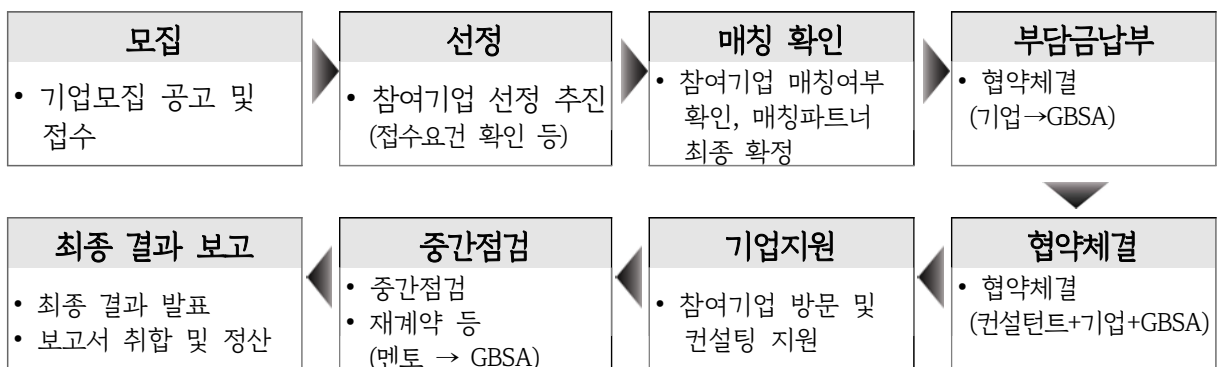 모집
• 기업모집 공고 및
접수
선정
• 참여기업 선정 추진
(접수요건 확인 등)
매칭 확인
• 참여기업 매칭여부
확인, 매칭파트너
최종 확정
부담금납부
• 협약체결
(기업→GBSA)
협약체결
• 협약체결
(컨설턴트+기업+GBSA)
기업지원
• 참여기업 방문 및
컨설팅 지원
중간점검
• 중간점검
• 재계약 등
(멘토 → GBSA)
최종 결과 보고
• 최종 결과 발표
• 보고서 취합 및 정산